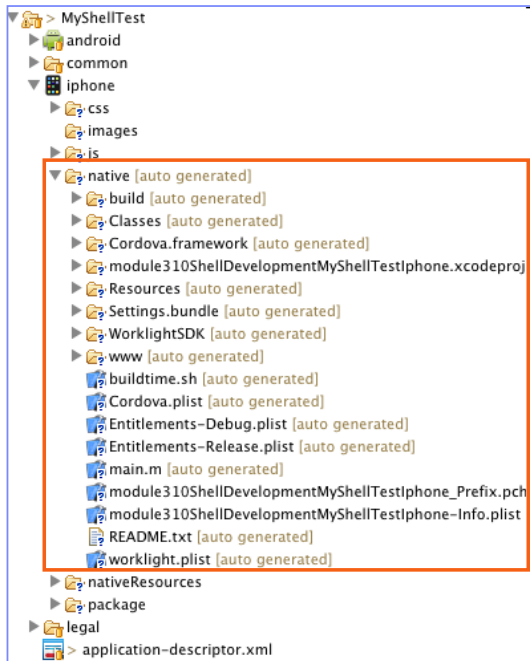 > MyShellTest
android
common
iphone
css
images
js
native [auto generated]
build [auto generated]
Classes [auto generated]
Cordova.framework [auto generated]
module310ShellDevelopmentMyShellTestIphone.xcodeproj
Resources [auto generated]
Settings.bundle [auto generated]
WorklightSDK [auto generated]
www [auto generated]
buildtime.sh [auto generated]
Cordova.plist [auto generated]
Entitlements-Debug.plist [auto generated]
Entitlements-Release.plist [auto generated]
main.m [auto generated]
module310ShellDevelopmentMyShellTestIphone_Prefix.pch
module310ShellDevelopmentMyShellTestIphone-Info.plist
README.txt [auto generated]
worklight.plist [auto generated]
nativeResources
package
legal
> application-descriptor.xml